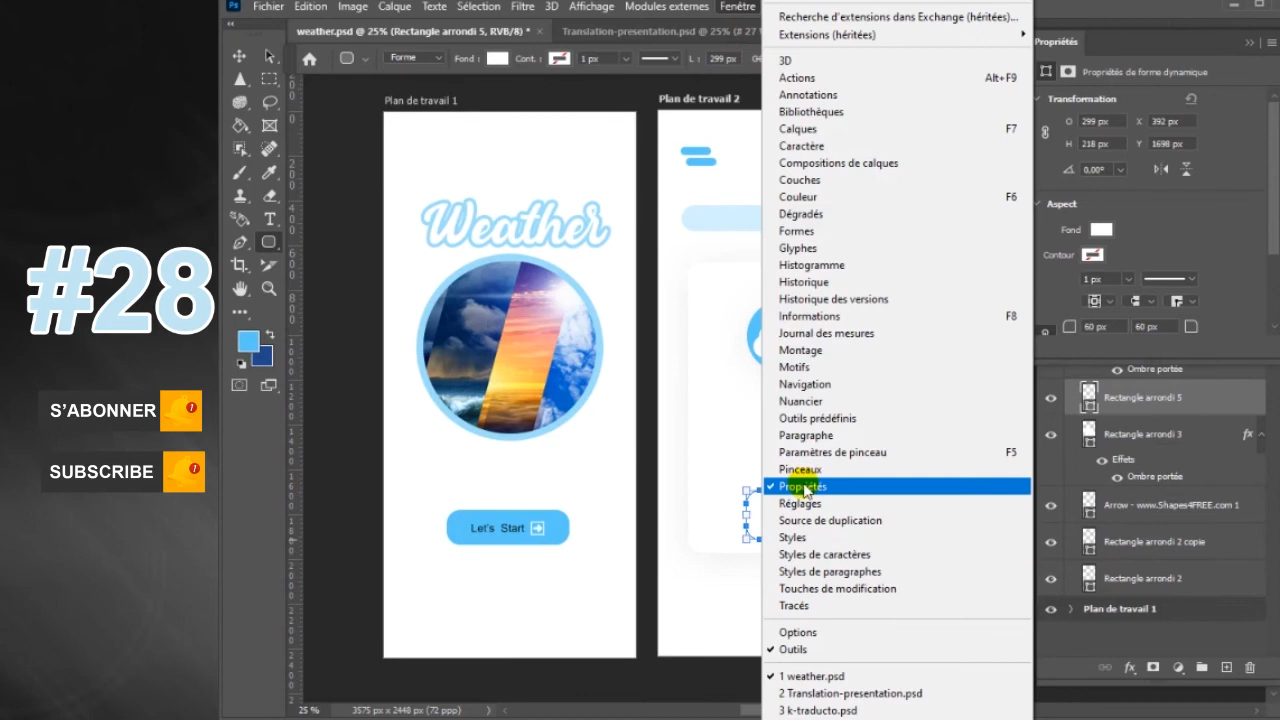 Fichier Edition Image Calque Texte Sélection Filtre 3D Affichage Modules externes Fenêtre
weather.psd @ 25% (Rectangle arrondi 5, RVB/8) * ×
Translation-presentation.psd @ 25% (# 27
Forme Fond : Cont. : 1 px L : 299 px
Plan de travail 1
Plan de travail 2
Weather
Let's Start
#28
S'ABONNER
SUBSCRIBE
Recherche d'extensions dans Exchange (héritées)...
Extensions (héritées)
3D
Actions Alt+F9
Annotations
Bibliothèques
Calques F7
Caractère
Compositions de calques
Couches
Couleur F6
Dégradés
Formes
Glyphes
Histogramme
Historique
Historique des versions
Informations F8
Journal des mesures
Montage
Motifs
Navigation
Nuancier
Outils prédéfinis
Paragraphe
Paramètres de pinceau F5
Pinceaux
Propriétés
Réglages
Source de duplication
Styles
Styles de caractères
Styles de paragraphes
Touches de modification
Tracés
Options
Outils
1 weather.psd
2 Translation-presentation.psd
3 k-traducto.psd
Propriétés
Propriétés de forme dynamique
Transformation
299 px X 392 px
H 218 px Y 1698 px
0,00°
Aspect
Fond
Contour
1 px
60 px 60 px
Ombre portée
Rectangle arrondi 5
Rectangle arrondi 3 fx
Effets
Ombre portée
Arrow - www.Shapes4FREE.com 1
Rectangle arrondi 2 copie
Rectangle arrondi 2
Plan de travail 1
25 % 3575 px x 2448 px (72 ppp)